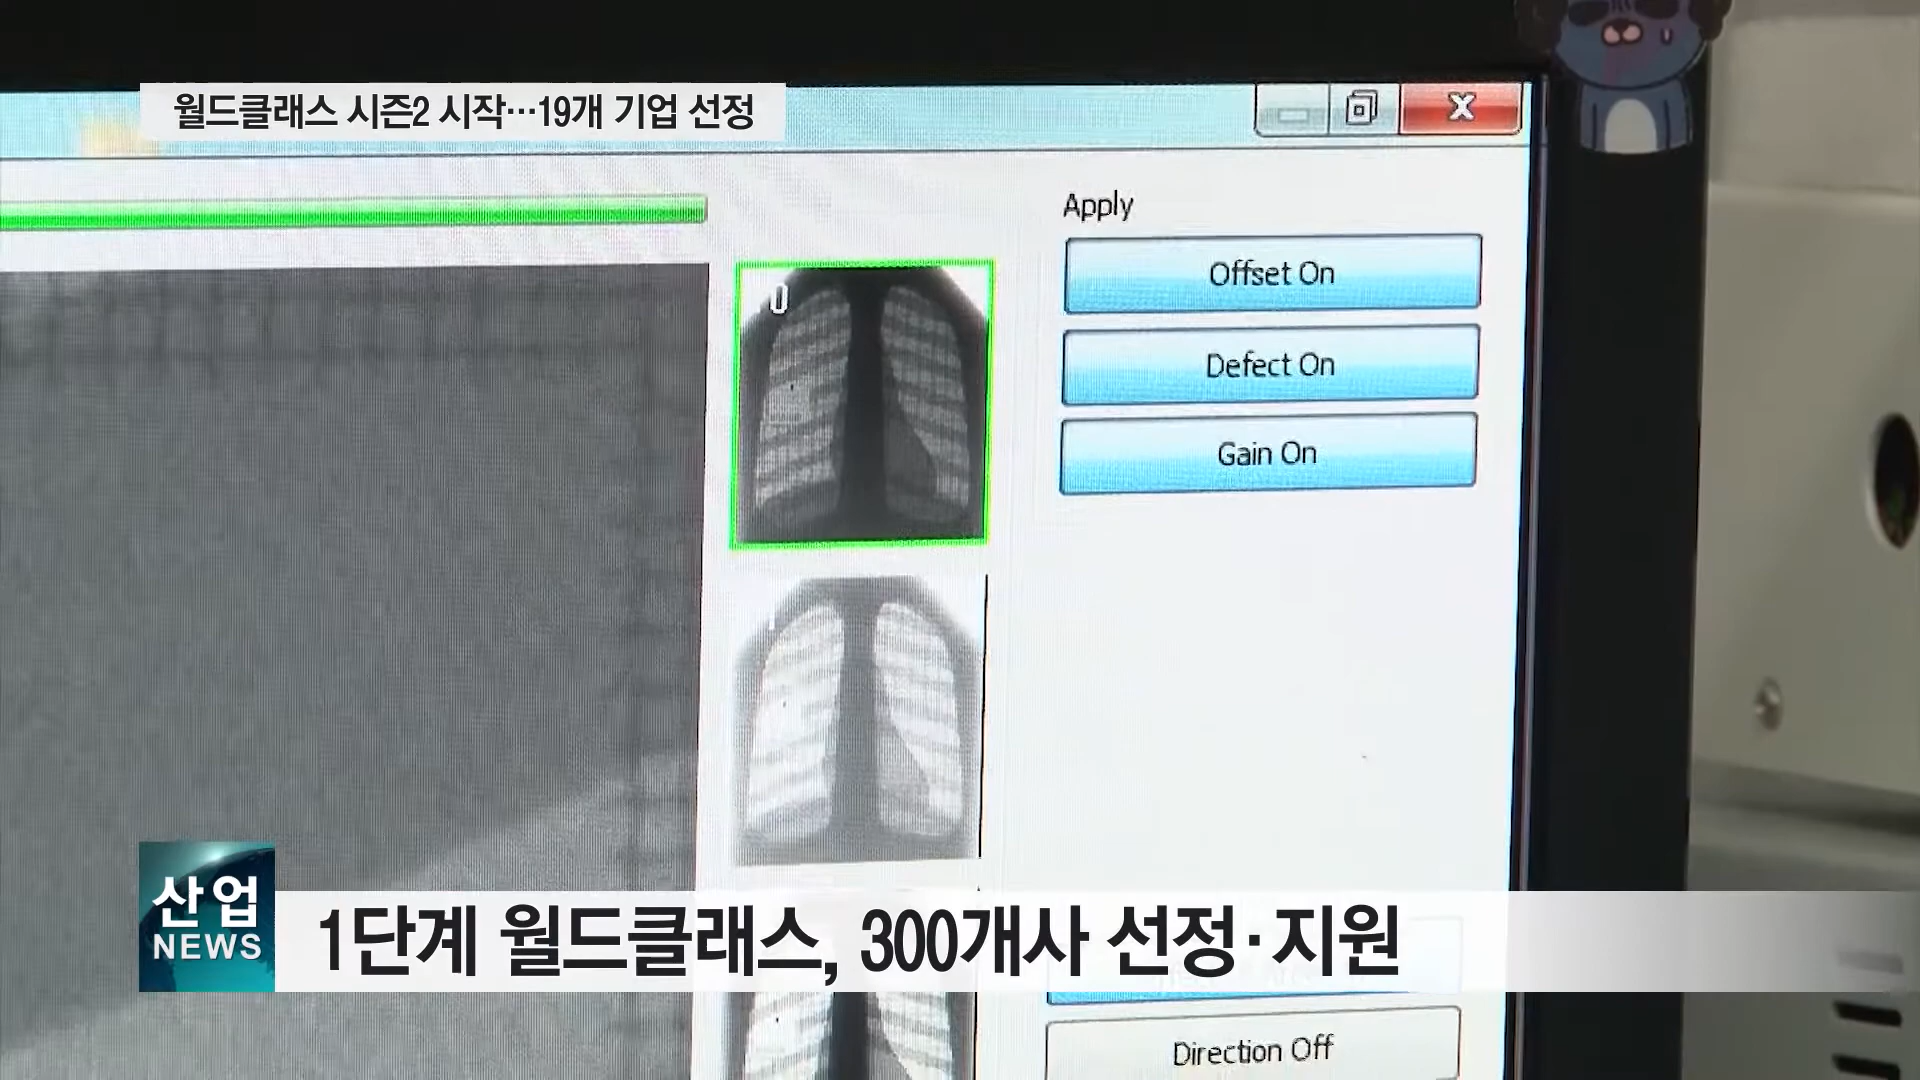 월드클래스 시즌2 시작…19개 기업 선정
Apply
Offset On
Defect On
Gain On
산업
NEWS
1단계 월드클래스, 300개사 선정·지원
Direction Off